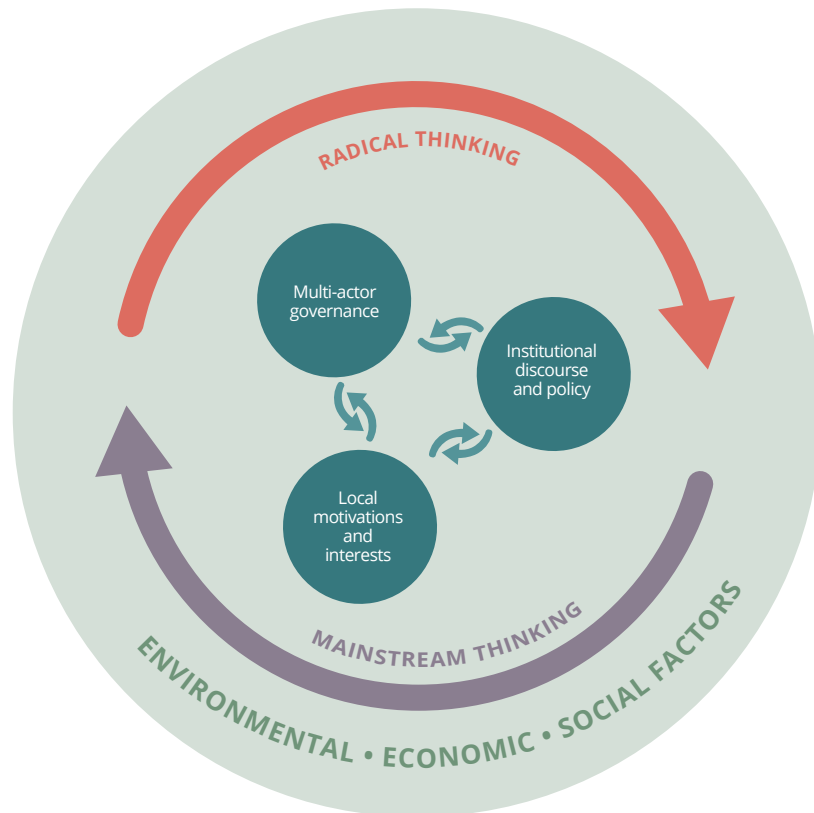 RADICAL THINKING
Multi-actor
governance
Institutional
discourse
and policy
Local
motivations
and
interests
MAINSTREAM THINKING
ENVIRONMENTAL • ECONOMIC • SOCIAL FACTORS